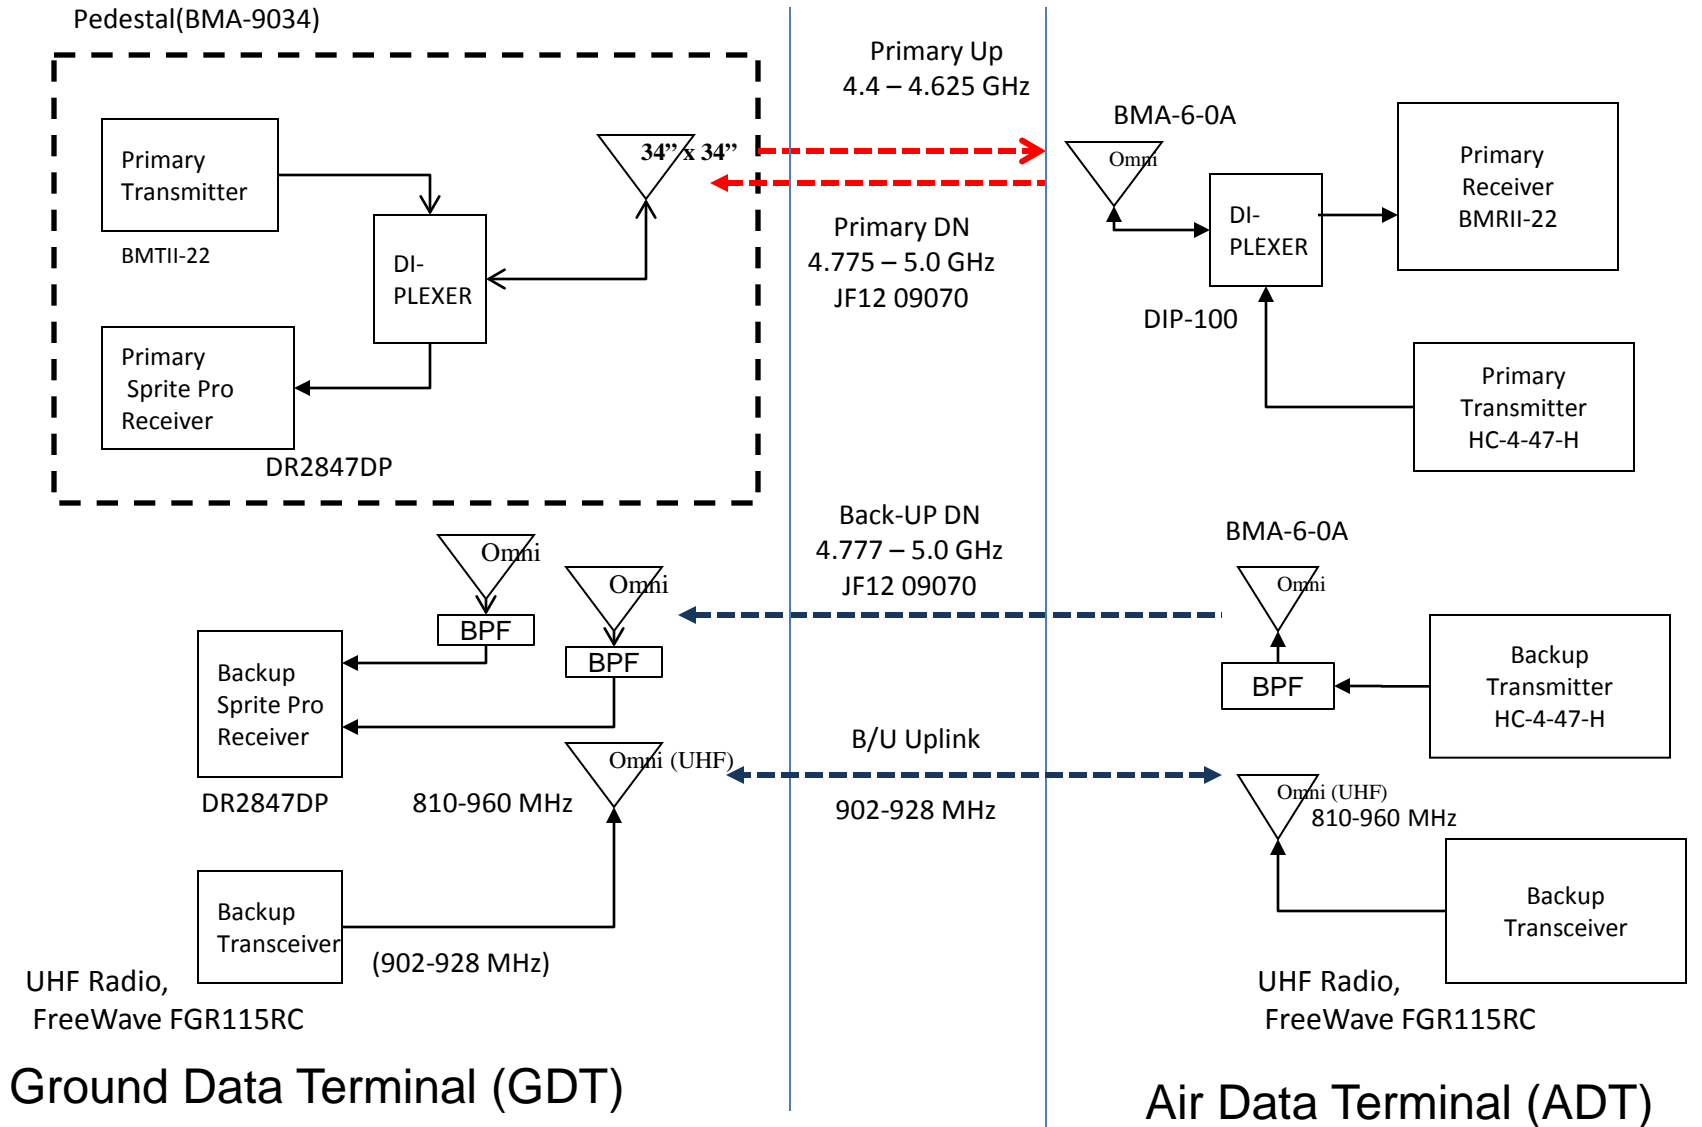 Pedestal(BMA-9034)
Primary
Transmitter
BMTII-22
DI-
PLEXER
34” x 34”
Primary
Sprite Pro
Receiver
DR2847DP
Primary Up
4.4 – 4.625 GHz
Primary DN
4.775 – 5.0 GHz
JF12 09070
BMA-6-0A
Omni
DI-
PLEXER
DIP-100
Primary
Receiver
BMRII-22
Primary
Transmitter
HC-4-47-H
Omni
BPF
Omni
BPF
Backup
Sprite Pro
Receiver
DR2847DP
Back-UP DN
4.777 – 5.0 GHz
JF12 09070
BMA-6-0A
Omni
BPF
Backup
Transmitter
HC-4-47-H
Omni (UHF)
810-960 MHz
B/U Uplink
902-928 MHz
Omni (UHF)
810-960 MHz
Backup
Transceiver
(902-928 MHz)
UHF Radio,
FreeWave FGR115RC
Backup
Transceiver
UHF Radio,
FreeWave FGR115RC
Ground Data Terminal (GDT)
Air Data Terminal (ADT)